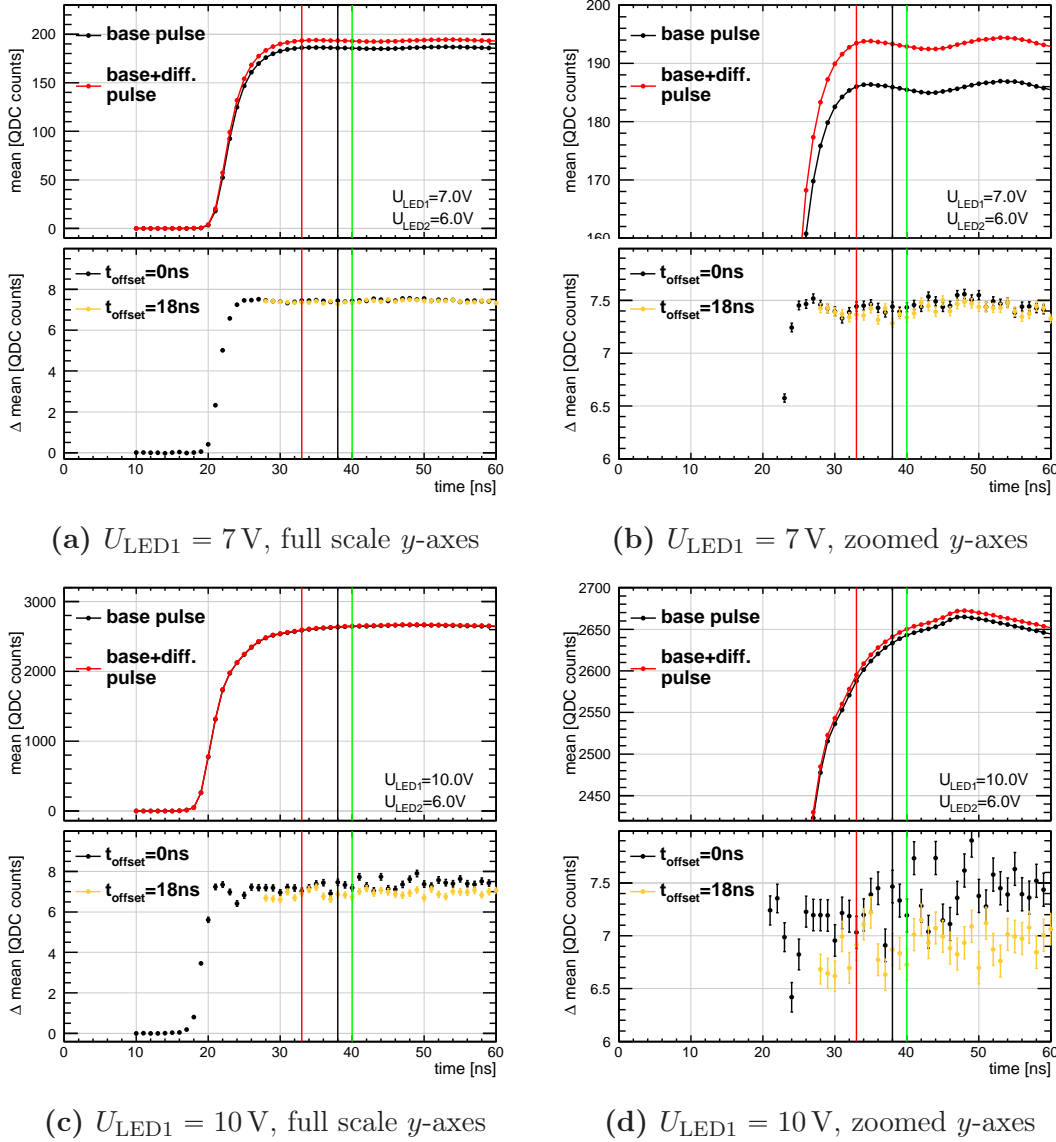 mean [QDC counts]
200
150
100
50
0
base pulse
base+diff.
pulse
U_LED1=7.0V
U_LED2=6.0V
Δ mean [QDC counts]
8
6
4
2
0
t_offset=0ns
t_offset=18ns
0 10 20 30 40 50 60
time [ns]
mean [QDC counts]
200
190
180
170
160
base pulse
base+diff.
pulse
U_LED1=7.0V
U_LED2=6.0V
Δ mean [QDC counts]
7.5
7
6.5
6
t_offset=0ns
t_offset=18ns
0 10 20 30 40 50 60
time [ns]
(a) U_LED1 = 7 V, full scale y-axes
(b) U_LED1 = 7 V, zoomed y-axes
mean [QDC counts]
3000
2000
1000
0
base pulse
base+diff.
pulse
U_LED1=10.0V
U_LED2=6.0V
Δ mean [QDC counts]
8
6
4
2
0
t_offset=0ns
t_offset=18ns
0 10 20 30 40 50 60
time [ns]
mean [QDC counts]
2700
2650
2600
2550
2500
2450
base pulse
base+diff.
pulse
U_LED1=10.0V
U_LED2=6.0V
Δ mean [QDC counts]
7.5
7
6.5
6
t_offset=0ns
t_offset=18ns
0 10 20 30 40 50 60
time [ns]
(c) U_LED1 = 10 V, full scale y-axes
(d) U_LED1 = 10 V, zoomed y-axes